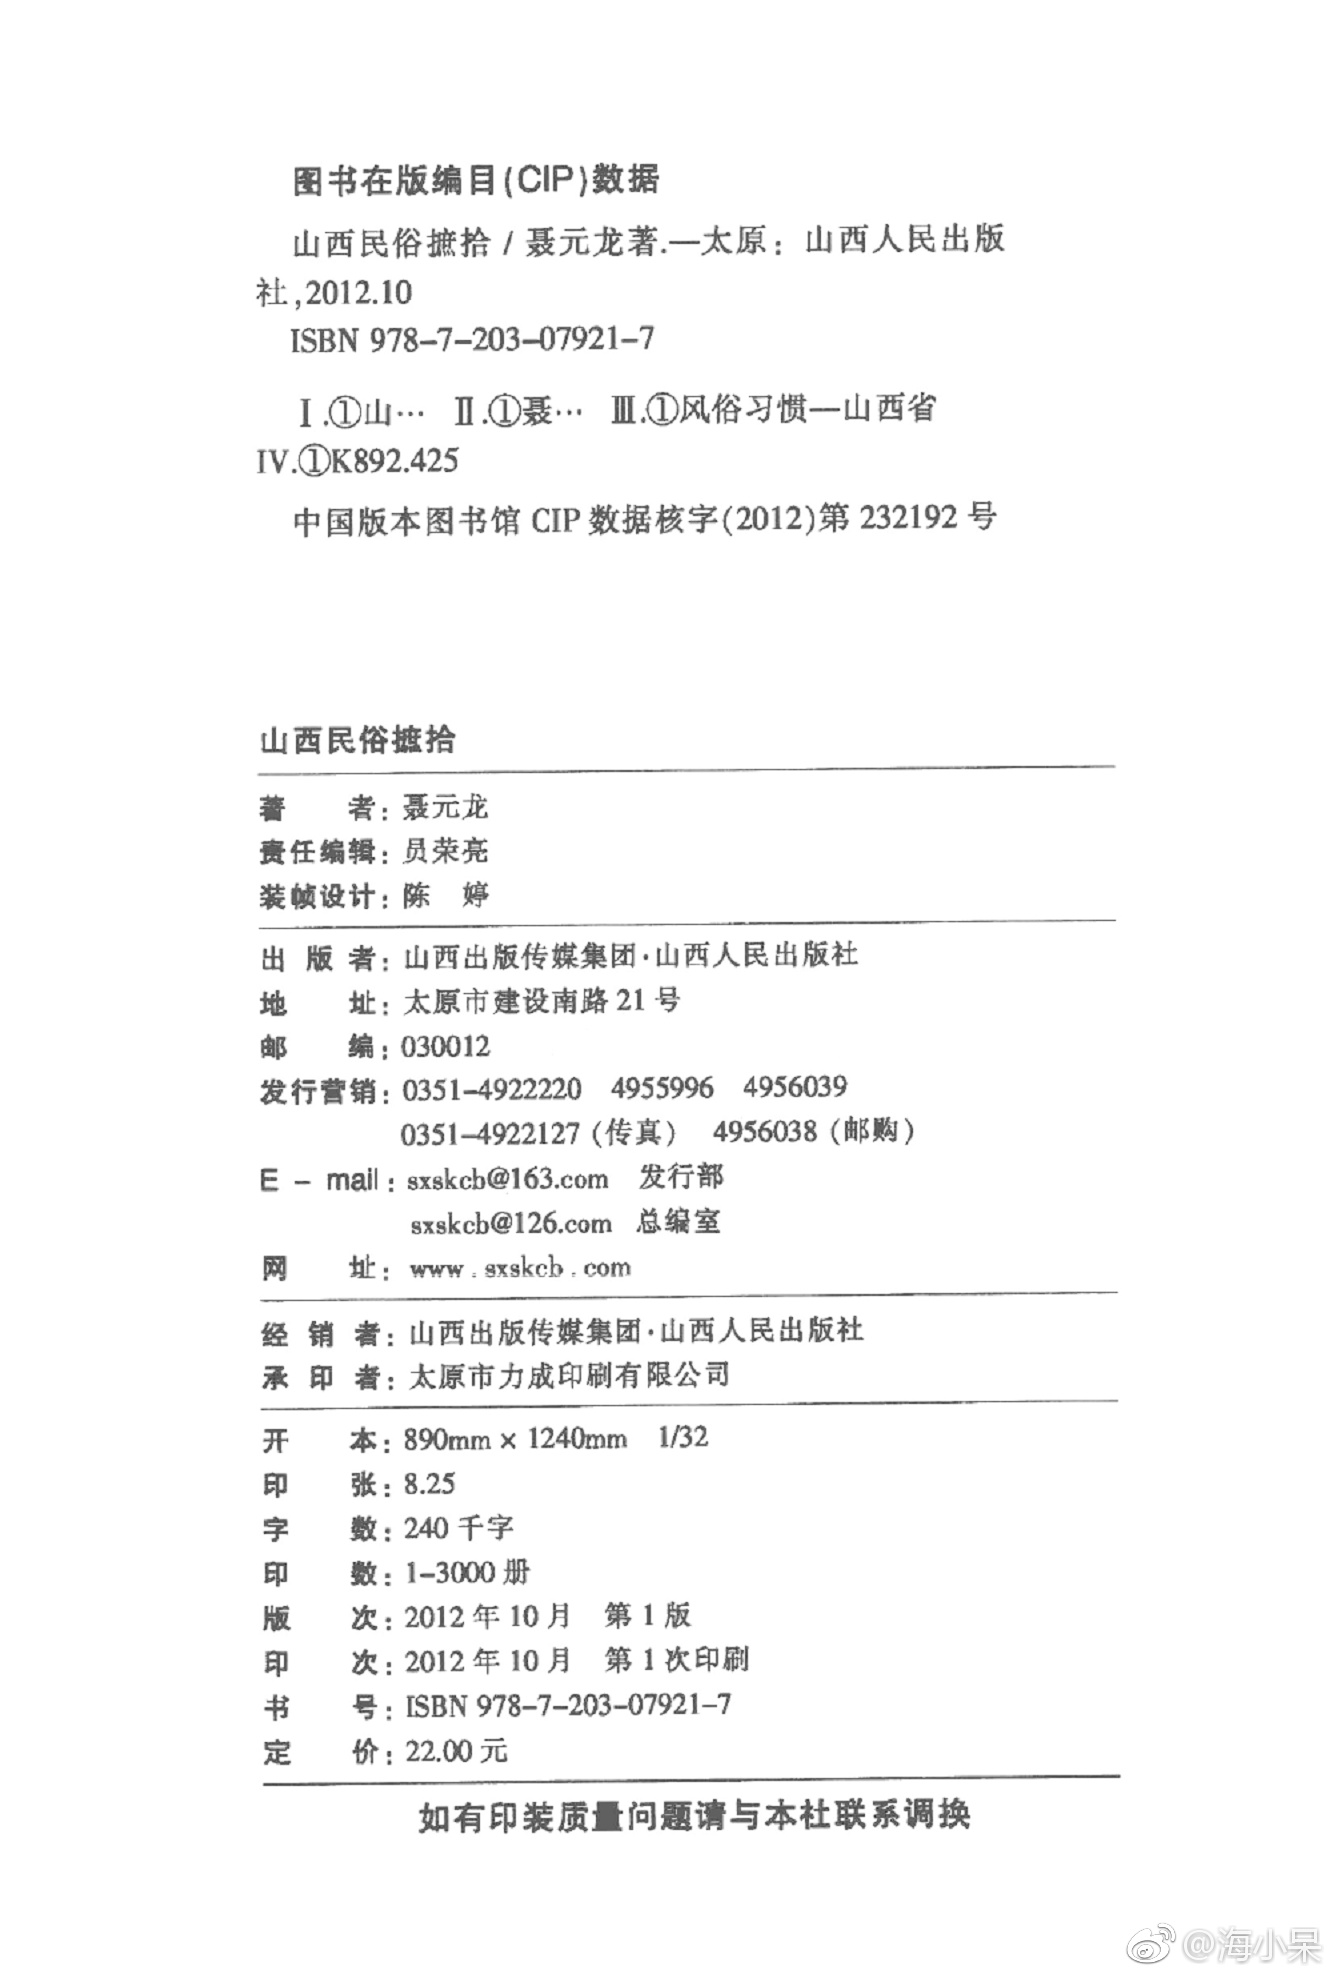 图书在版编目(CIP)数据
山西民俗摭拾 / 聂元龙著.—太原: 山西人民出版
社,2012.10
ISBN 978-7-203-07921-7
Ⅰ.①山… Ⅱ.①聂… Ⅲ.①风俗习惯—山西省
Ⅳ.①K892.425
中国版本图书馆 CIP 数据核字(2012)第 232192 号
山西民俗摭拾
著 者: 聂元龙
责任编辑: 员荣亮
装帧设计: 陈 婷
出 版 者: 山西出版传媒集团·山西人民出版社
地 址: 太原市建设南路 21 号
邮 编: 030012
发行营销: 0351-4922220 4955996 4956039
0351-4922127 (传真) 4956038 (邮购)
E - mail: sxskcb@163.com 发行部
sxskcb@126.com 总编室
网 址: www.sxskcb.com
经 销 者: 山西出版传媒集团·山西人民出版社
承 印 者: 太原市力成印刷有限公司
开 本: 890mm × 1240mm 1/32
印 张: 8.25
字 数: 240 千字
印 数: 1-3000 册
版 次: 2012 年 10 月 第 1 版
印 次: 2012 年 10 月 第 1 次印刷
书 号: ISBN 978-7-203-07921-7
定 价: 22.00 元
如有印装质量问题请与本社联系调换
@海小呆